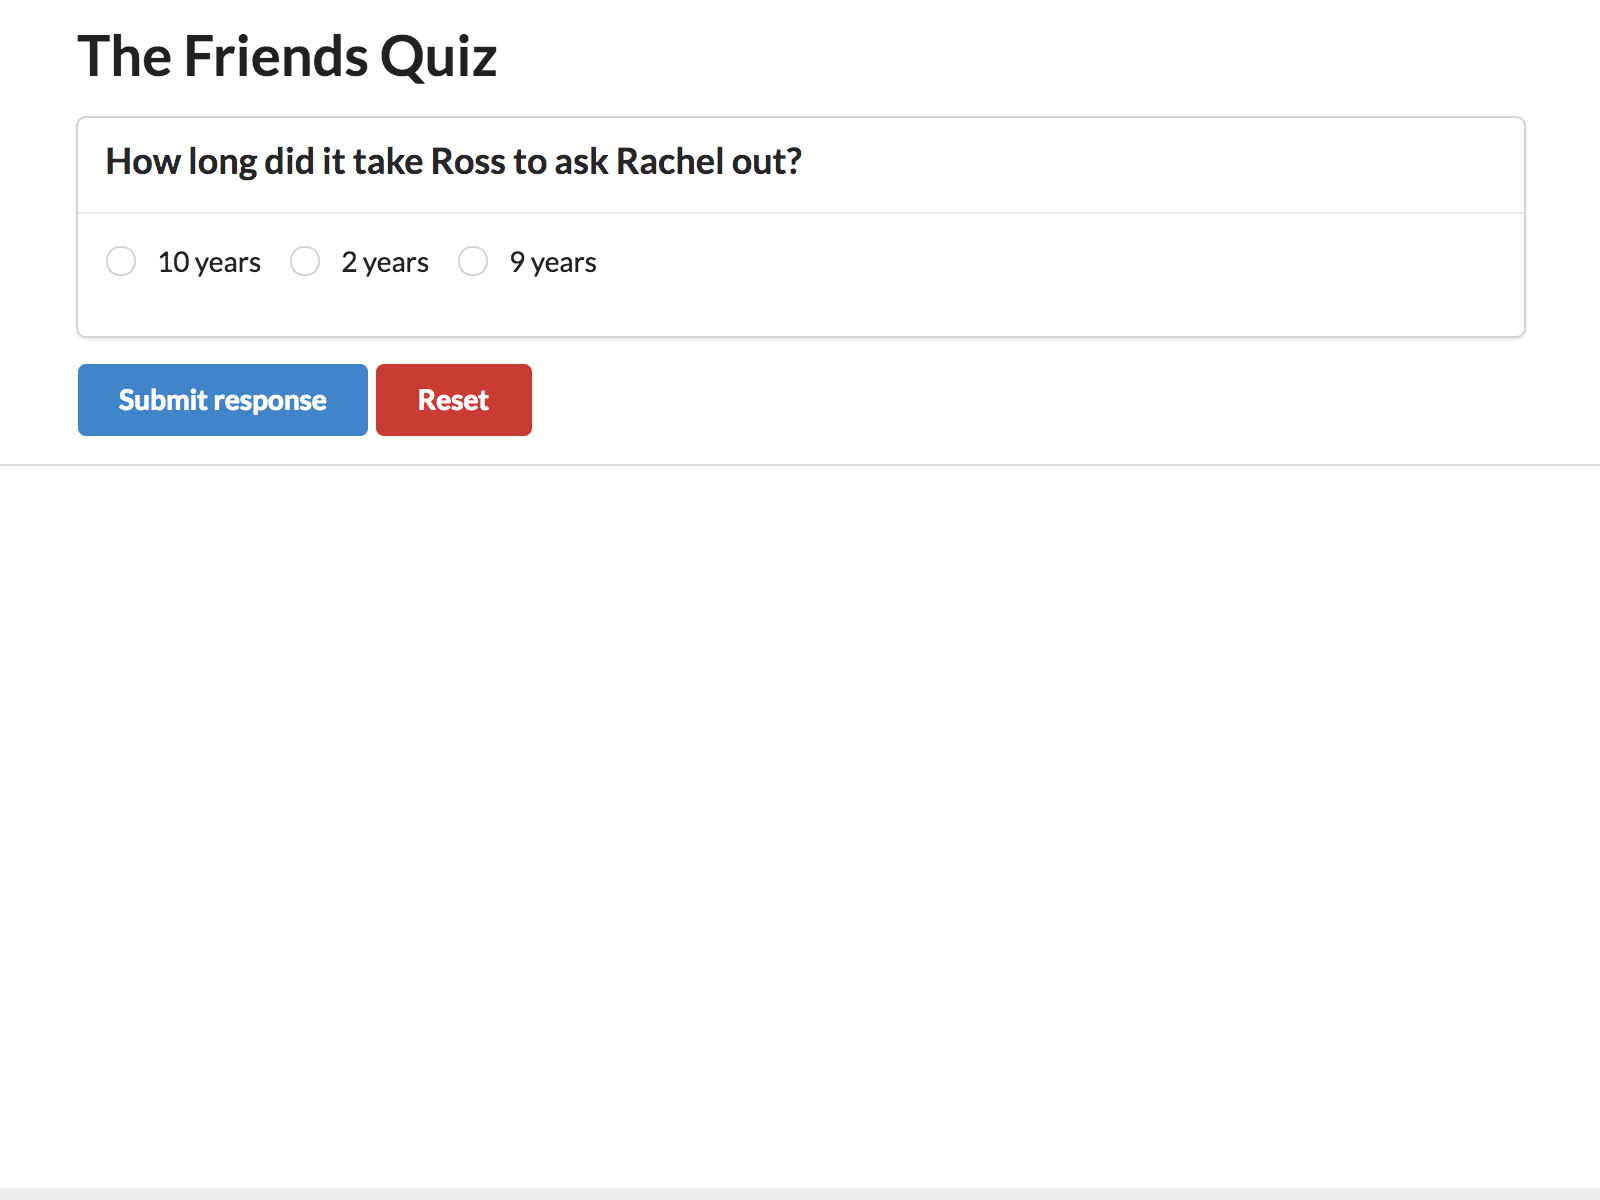 The Friends Quiz
How long did it take Ross to ask Rachel out?
10 years 2 years 9 years
Submit response Reset